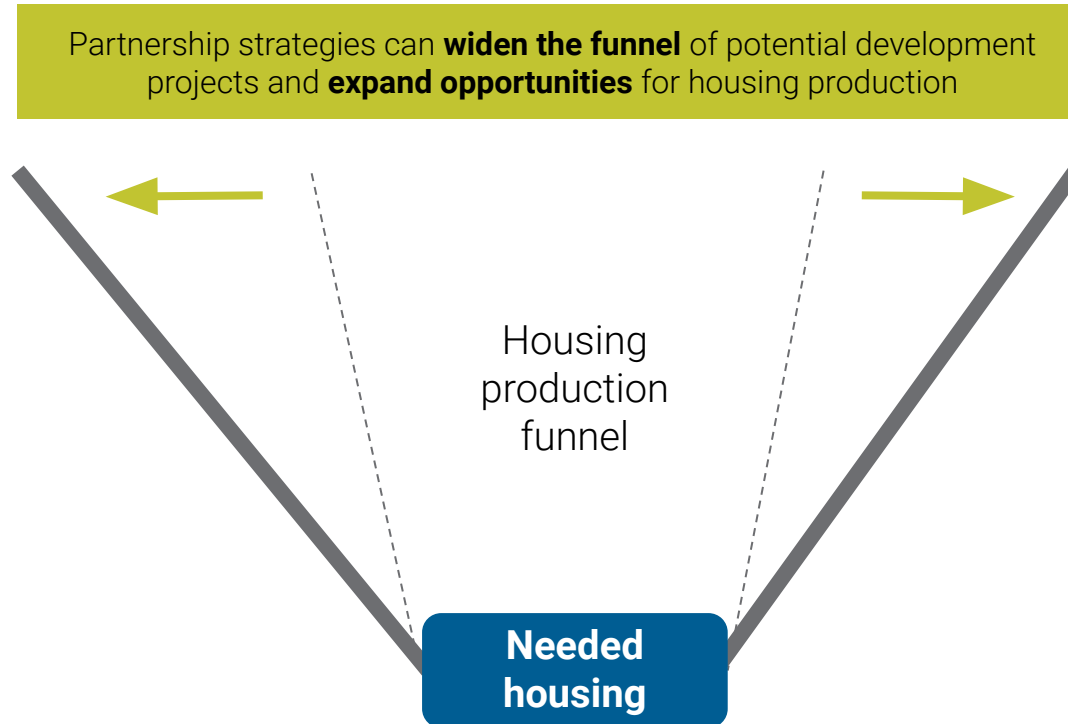 Partnership strategies can widen the funnel of potential development
projects and expand opportunities for housing production
Housing
production
funnel
Needed
housing